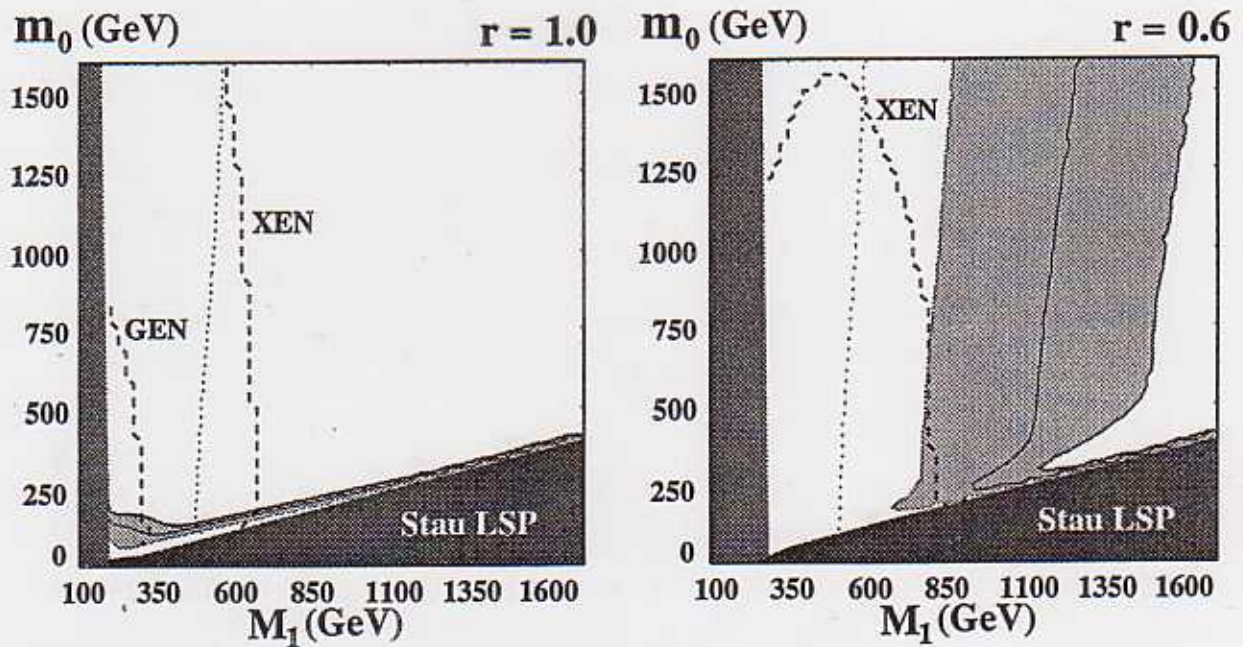 m₀ (GeV) r = 1.0
1500
1250
1000
750
500
250
0
XEN
GEN
Stau LSP
100 350 600 850 1100 1350 1600
M₁ (GeV)
m₀ (GeV) r = 0.6
1500
1250
1000
750
500
250
0
XEN
Stau LSP
100 350 600 850 1100 1350 1600
M₁ (GeV)